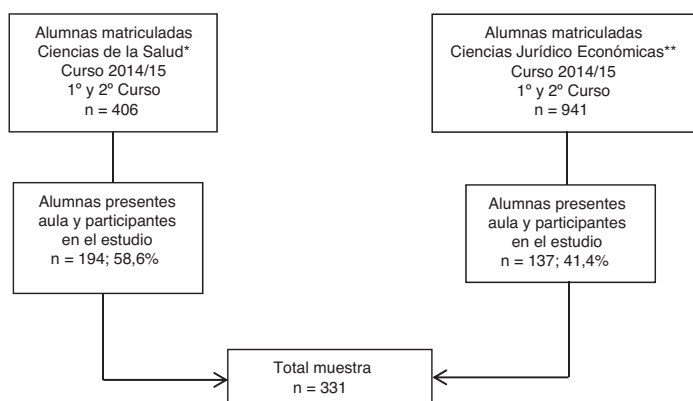 Alumnas matriculadas
Ciencias de la Salud*
Curso 2014/15
1º y 2º Curso
n = 406
Alumnas matriculadas
Ciencias Jurídico Económicas**
Curso 2014/15
1º y 2º Curso
n = 941
Alumnas presentes
aula y participantes
en el estudio
n = 194; 58,6%
Alumnas presentes
aula y participantes
en el estudio
n = 137; 41,4%
Total muestra
n = 331